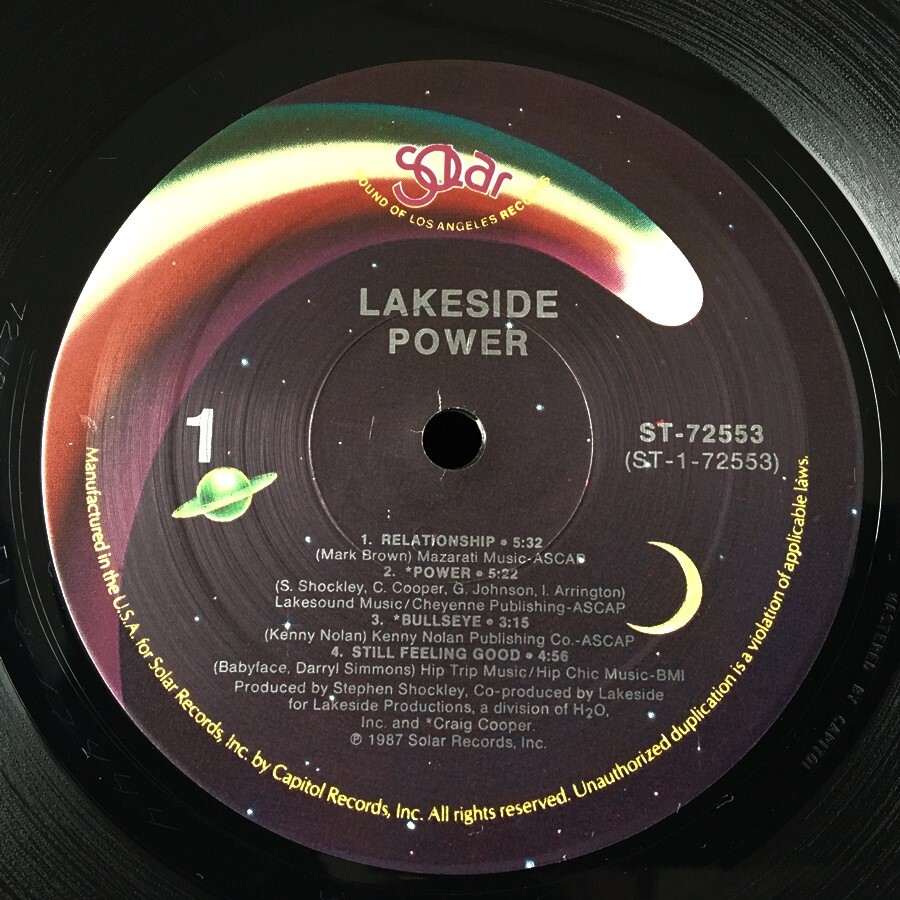 Solar
SOUND OF LOS ANGELES RECORDS
LAKESIDE
POWER
1
ST-72553
(ST-1-72553)
1. RELATIONSHIP • 5:32
(Mark Brown) Mazarati Music-ASCAP
2. *POWER • 5:22
(S. Shockley, C. Cooper, G. Johnson, I. Arrington)
Lakesound Music/Cheyenne Publishing-ASCAP
3. *BULLSEYE • 3:15
(Kenny Nolan) Kenny Nolan Publishing Co.-ASCAP
4. STILL FEELING GOOD • 4:56
(Babyface, Darryl Simmons) Hip Trip Music/Hip Chic Music-BMI
Produced by Stephen Shockley, Co-produced by Lakeside
for Lakeside Productions, a division of H₂O,
Inc. and *Craig Cooper.
℗ 1987 Solar Records, Inc.
Manufactured in the U.S.A. for Solar Records, Inc. by Capitol Records, Inc. All rights reserved. Unauthorized duplication is a violation of applicable laws.
MASTERED BY CAPITOL